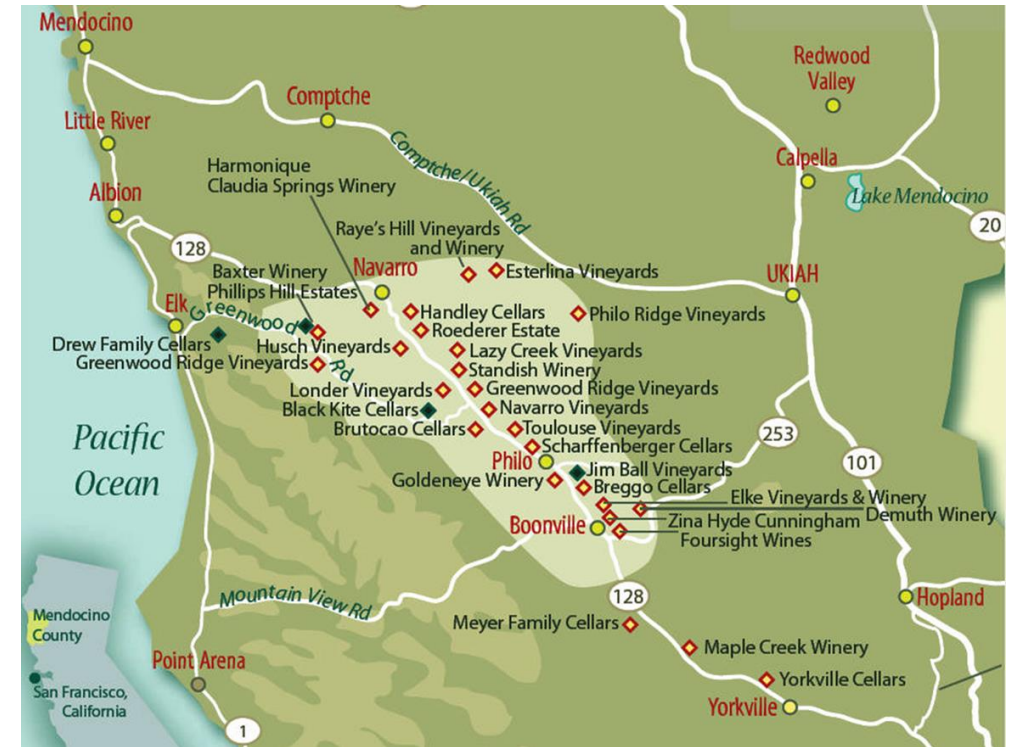 Mendocino
Redwood
Valley
Comptche
Little River
Comptche/Ukiah Rd
Calpella
Harmonique
Claudia Springs Winery
Albion
Lake Mendocino
20
128
Raye's Hill Vineyards
and Winery
Navarro
Esterlina Vineyards
UKIAH
Baxter Winery
Phillips Hill Estates
Elk
Greenwood
Rd
Handley Cellars
Philo Ridge Vineyards
Roederer Estate
Drew Family Cellars
Husch Vineyards
Lazy Creek Vineyards
Greenwood Ridge Vineyards
Standish Winery
Londer Vineyards
Greenwood Ridge Vineyards
Black Kite Cellars
Navarro Vineyards
Brutocao Cellars
Toulouse Vineyards
253
Pacific
Ocean
Scharffenberger Cellars
Philo
101
Jim Ball Vineyards
Goldeneye Winery
Breggo Cellars
Elke Vineyards & Winery
Demuth Winery
Boonville
Zina Hyde Cunningham
Foursight Wines
Mountain View Rd
128
Hopland
Mendocino
County
Meyer Family Cellars
Maple Creek Winery
Point Arena
Yorkville Cellars
San Francisco,
California
Yorkville
1